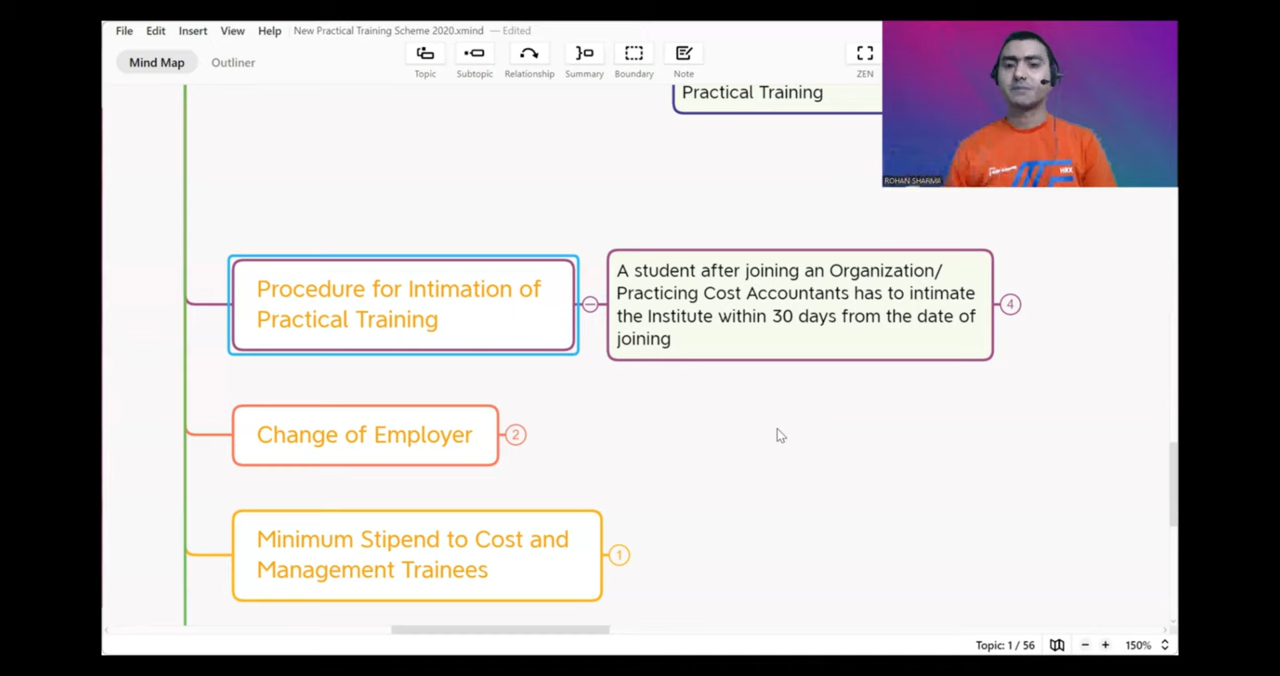 File Edit Insert View Help New Practical Training Scheme 2020.xmind — Edited
Mind Map Outliner
Topic Subtopic Relationship Summary Boundary Note ZEN
Practical Training
HRX
ROHAN SHARMA
Procedure for Intimation of
Practical Training
A student after joining an Organization/
Practicing Cost Accountants has to intimate
the Institute within 30 days from the date of
joining
4
Change of Employer
2
Minimum Stipend to Cost and
Management Trainees
1
Topic: 1 / 56 150%